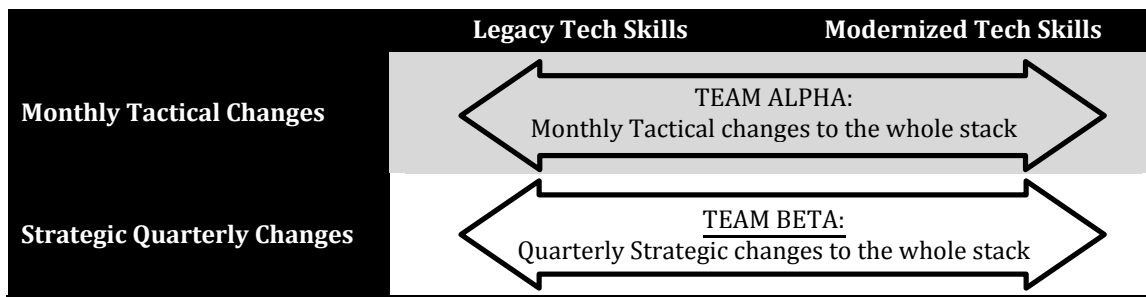 Legacy Tech Skills Modernized Tech Skills
Monthly Tactical Changes
TEAM ALPHA:
Monthly Tactical changes to the whole stack
Strategic Quarterly Changes
TEAM BETA:
Quarterly Strategic changes to the whole stack